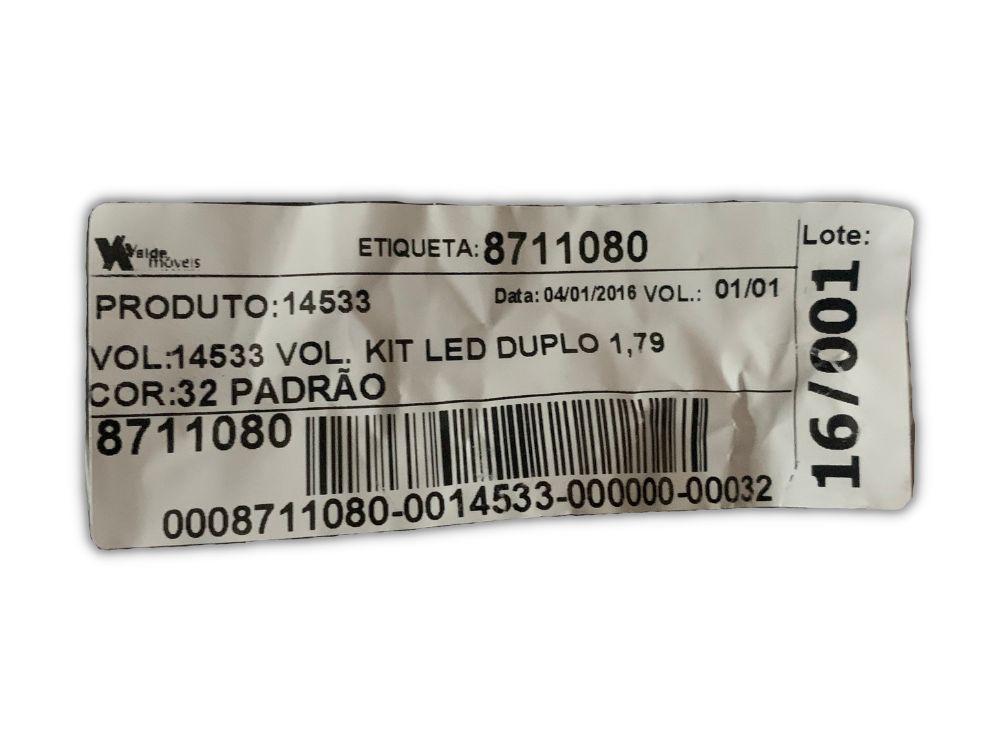 Valde móveis
ETIQUETA: 8711080
Lote:
16/001
PRODUTO:14533 Data: 04/01/2016 VOL.: 01/01
VOL:14533 VOL. KIT LED DUPLO 1,79
COR:32 PADRÃO
8711080
0008711080-0014533-000000-00032